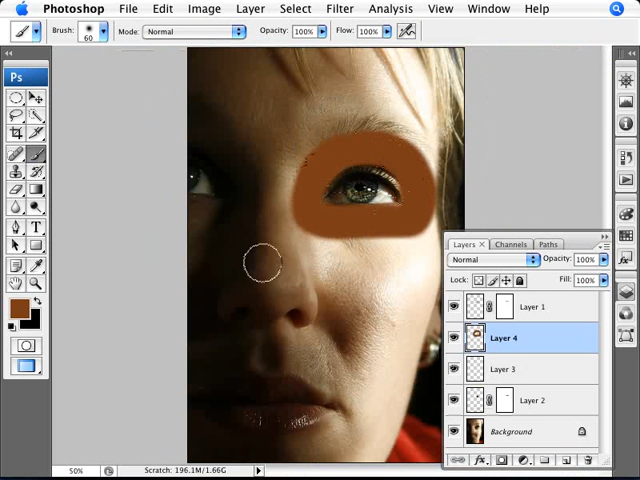 Photoshop File Edit Image Layer Select Filter Analysis View Window Help
Brush: 60 Mode: Normal Opacity: 100% Flow: 100%
Ps
Layers x Channels Paths
Normal Opacity: 100%
Lock: Fill: 100%
Layer 1
Layer 4
Layer 3
Layer 2
Background
fx
50% Scratch: 196.1M/1.66G